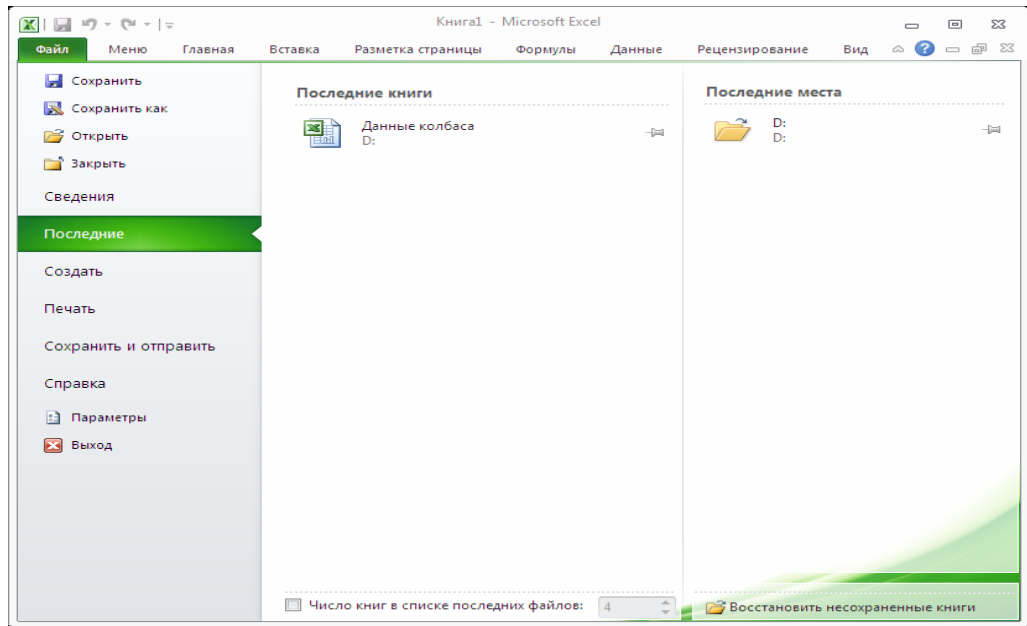 Книга1 - Microsoft Excel
Файл Меню Главная Вставка Разметка страницы Формулы Данные Рецензирование Вид
Сохранить
Сохранить как
Открыть
Закрыть
Сведения
Последние
Создать
Печать
Сохранить и отправить
Справка
Параметры
Выход
Последние книги
Данные колбаса
D:
Число книг в списке последних файлов: 4
Последние места
D:
D:
Восстановить несохраненные книги